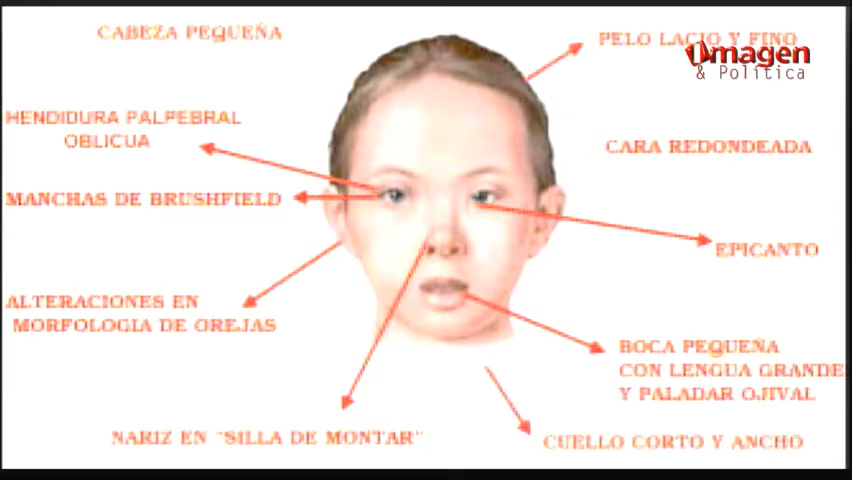 CABEZA PEQUEÑA
PELO LACIO Y FINO
Imagen
& Política
HENDIDURA PALPEBRAL
OBLICUA
CARA REDONDEADA
MANCHAS DE BRUSHFIELD
EPICANTO
ALTERACIONES EN
MORFOLOGIA DE OREJAS
BOCA PEQUEÑA
CON LENGUA GRANDE
Y PALADAR OJIVAL
NARIZ EN "SILLA DE MONTAR"
CUELLO CORTO Y ANCHO